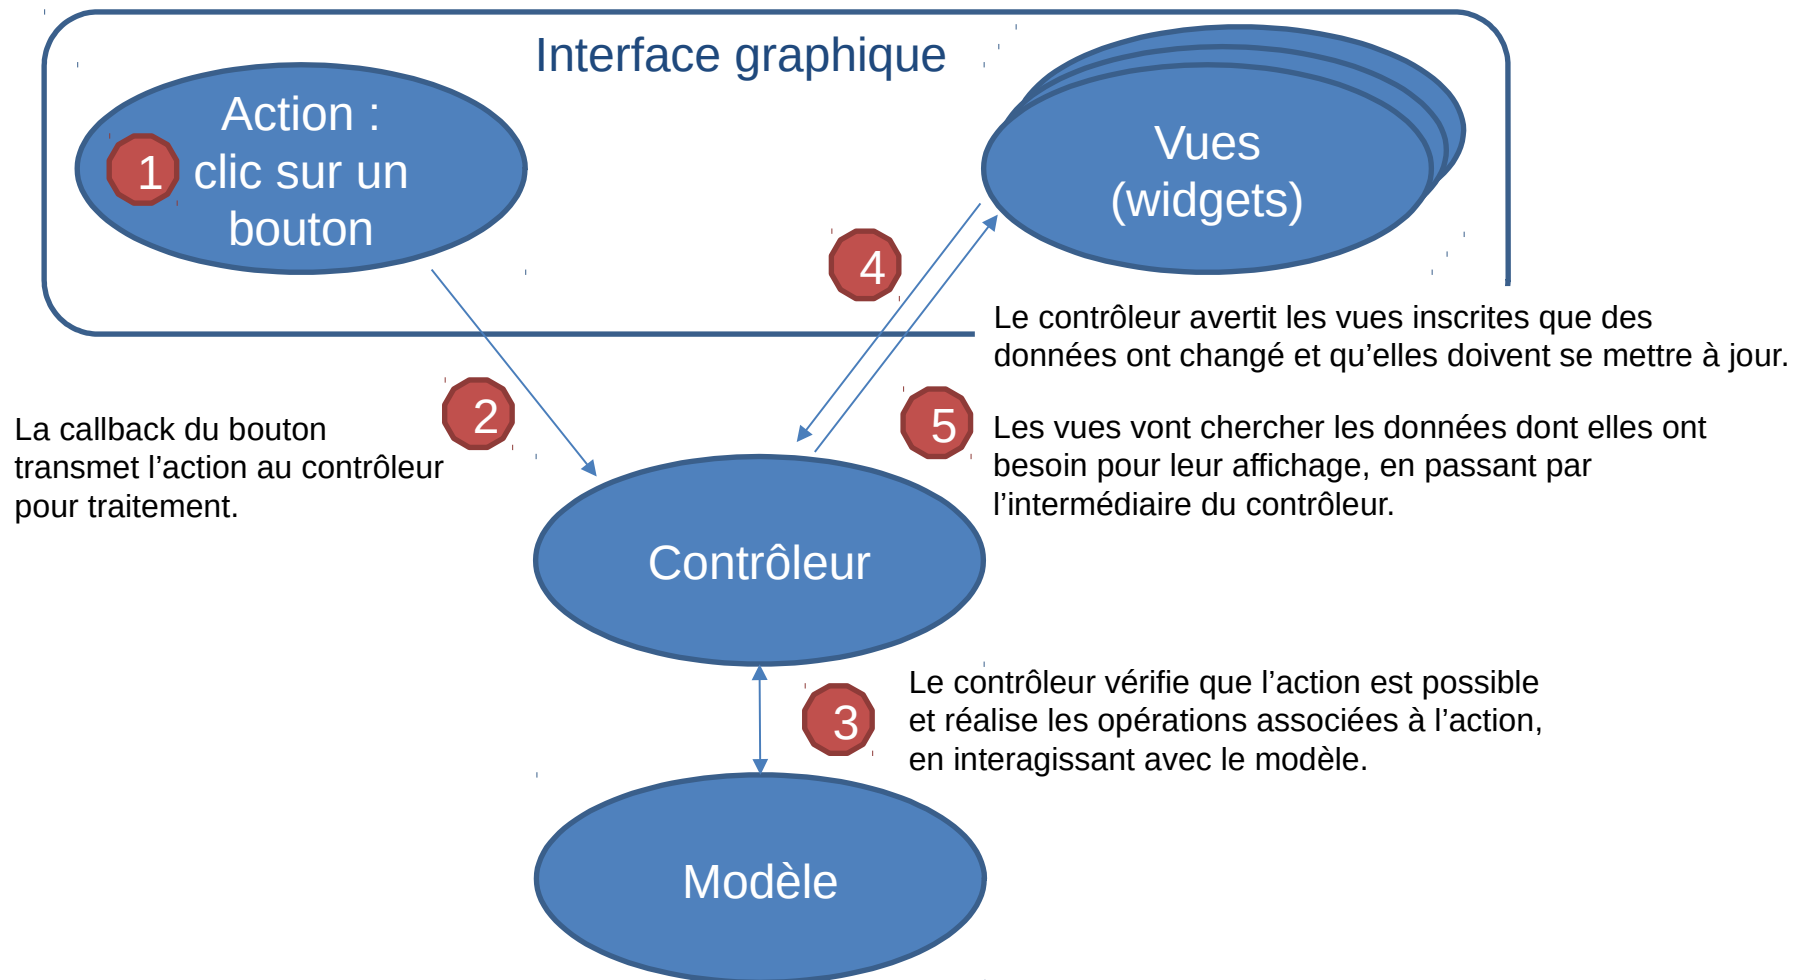 Interface graphique
Action :
1
clic sur un
bouton
Vues
(widgets)
4
Le contrôleur avertit les vues inscrites que des
données ont changé et qu’elles doivent se mettre à jour.
2
La callback du bouton
transmet l’action au contrôleur
pour traitement.
5
Les vues vont chercher les données dont elles ont
besoin pour leur affichage, en passant par
l’intermédiaire du contrôleur.
Contrôleur
3
Le contrôleur vérifie que l’action est possible
et réalise les opérations associées à l’action,
en interagissant avec le modèle.
Modèle